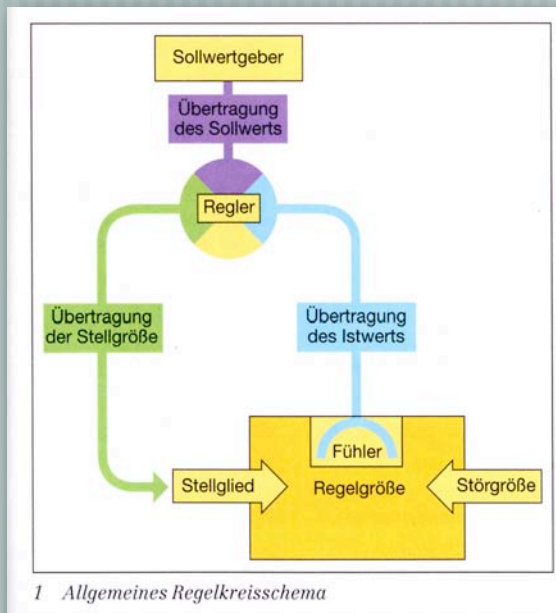 Sollwertgeber
Übertragung
des Sollwerts
Regler
Übertragung
der Stellgröße
Übertragung
des Istwerts
Fühler
Stellglied
Regelgröße
Störgröße
1 Allgemeines Regelkreisschema